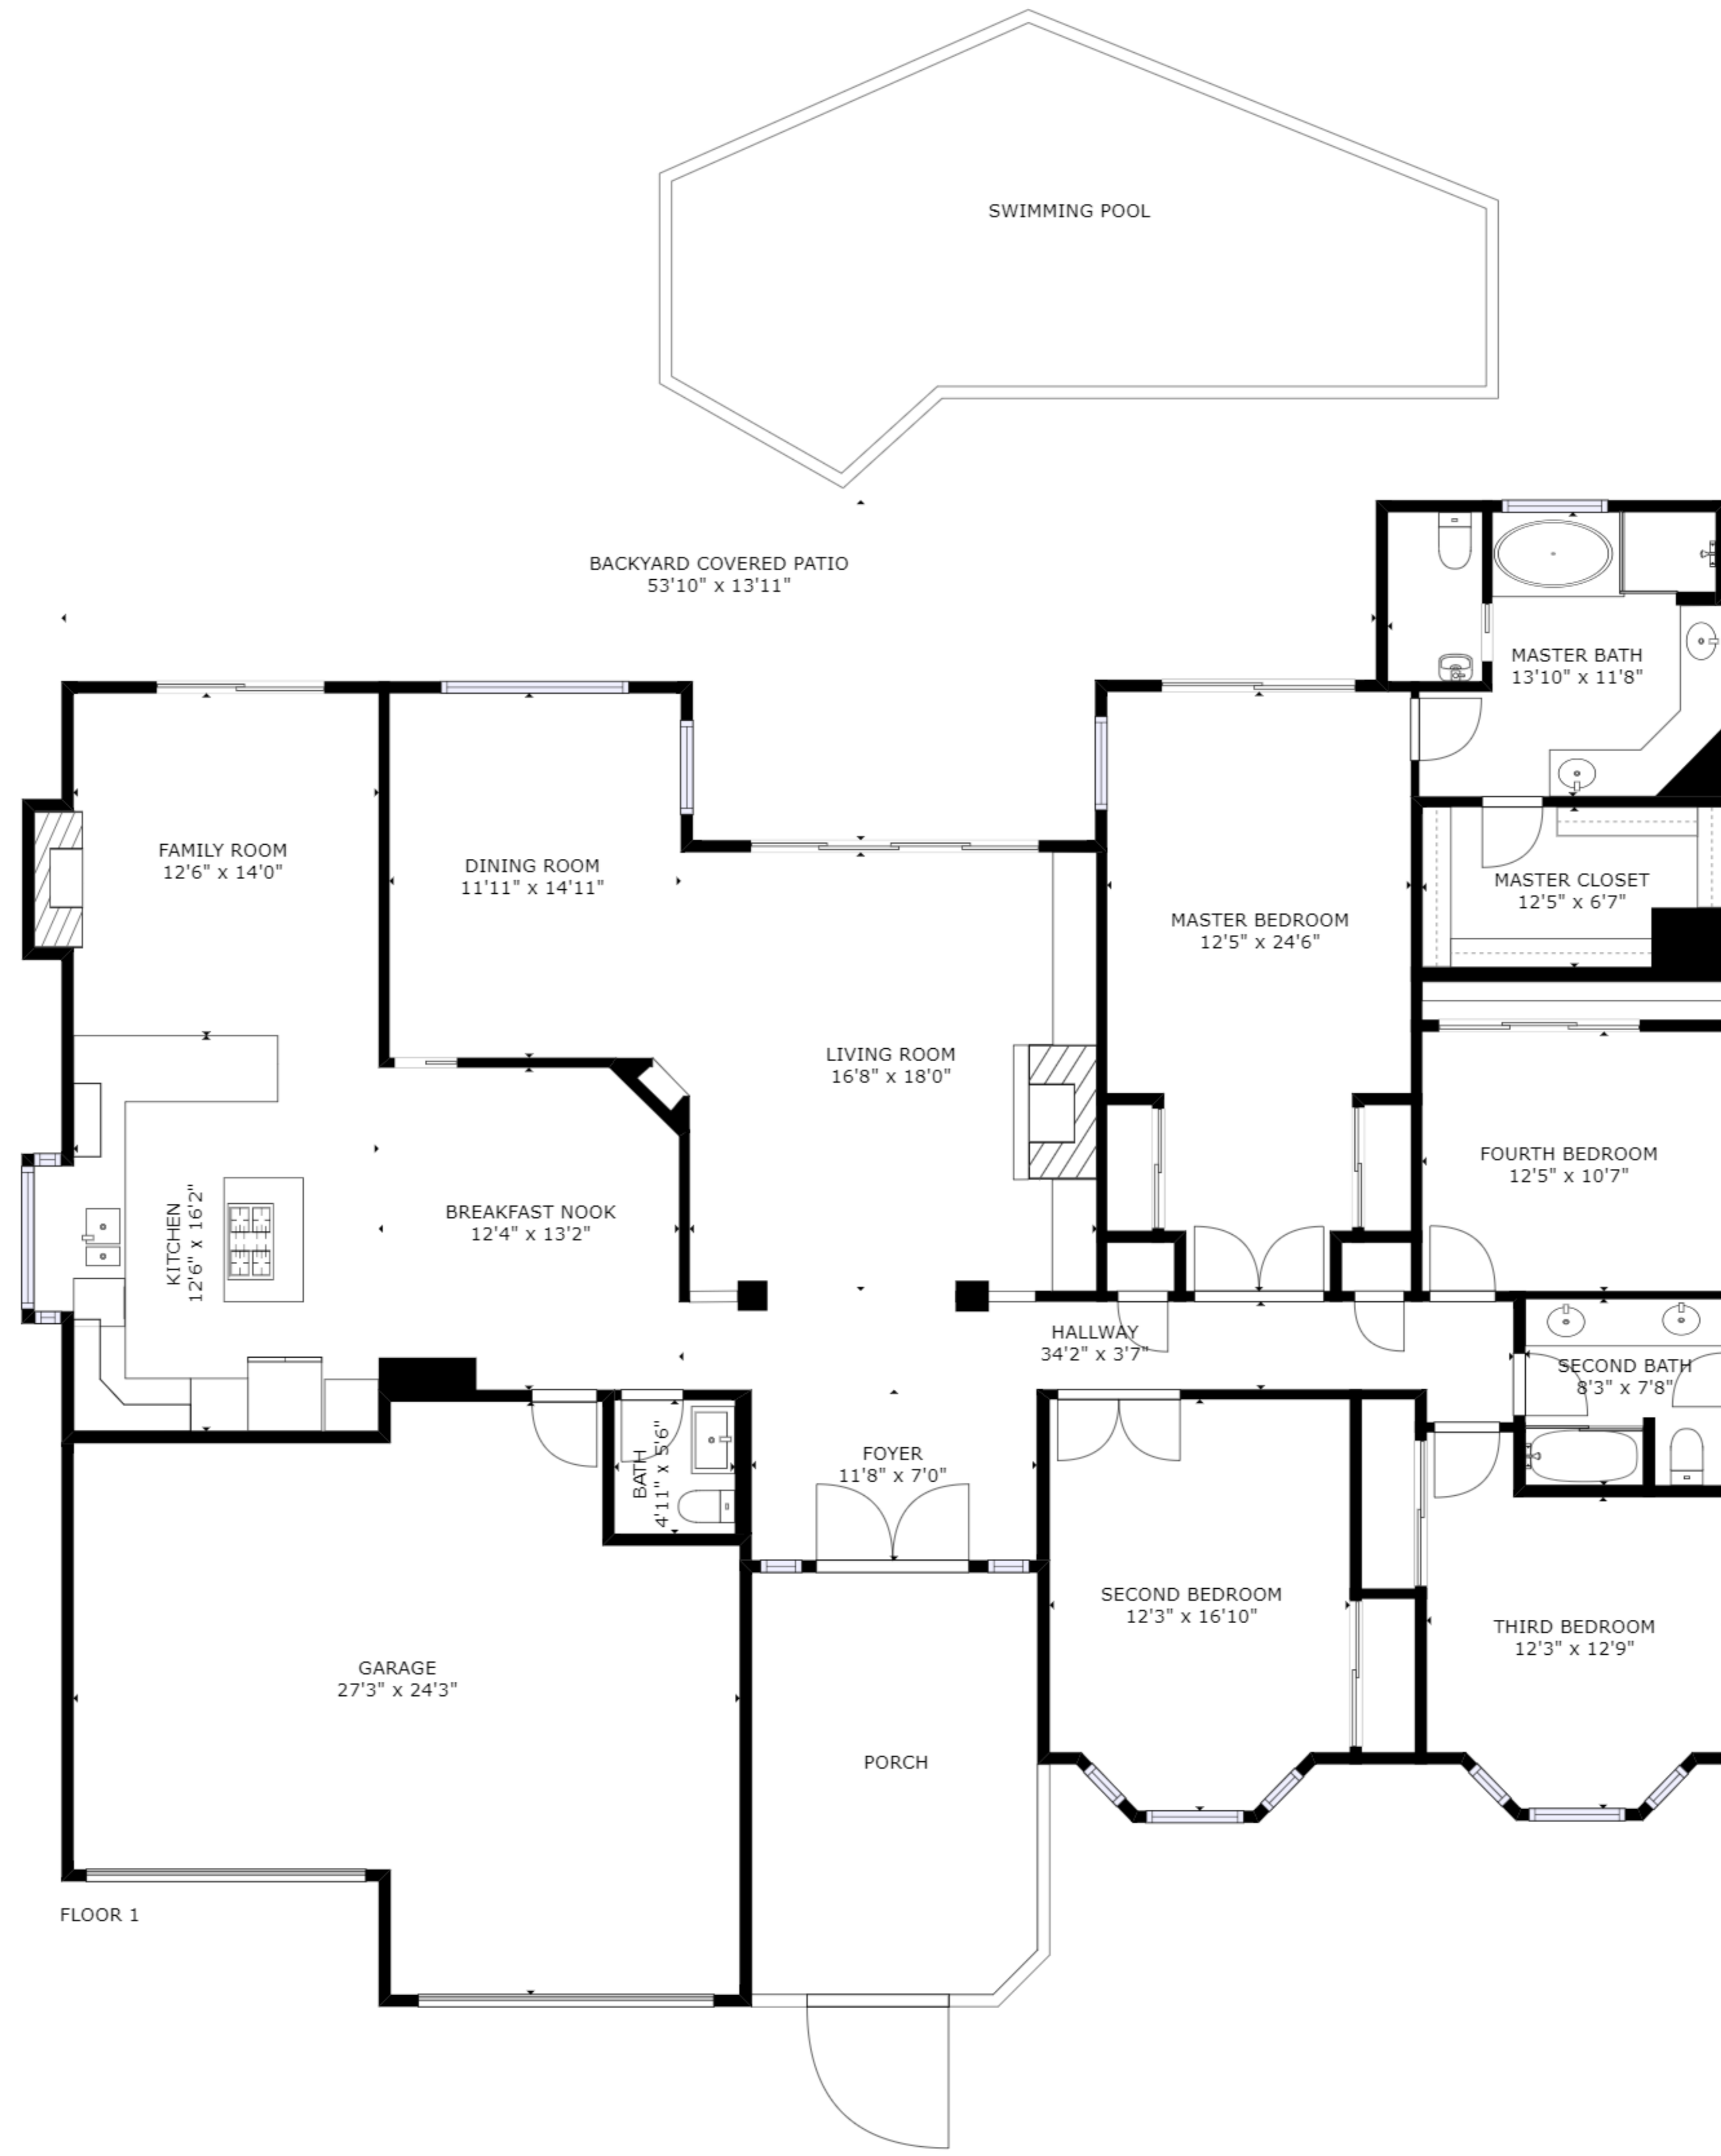 SWIMMING POOL
BACKYARD COVERED PATIO
53'10" x 13'11"
MASTER BATH
13'10" x 11'8"
FAMILY ROOM
12'6" x 14'0"
DINING ROOM
11'11" x 14'11"
MASTER BEDROOM
12'5" x 24'6"
MASTER CLOSET
12'5" x 6'7"
LIVING ROOM
16'8" x 18'0"
FOURTH BEDROOM
12'5" x 10'7"
KITCHEN
12'6" x 16'2"
BREAKFAST NOOK
12'4" x 13'2"
HALLWAY
34'2" x 3'7"
SECOND BATH
8'3" x 7'8"
BATH
4'11" x 5'6"
FOYER
11'8" x 7'0"
SECOND BEDROOM
12'3" x 16'10"
THIRD BEDROOM
12'3" x 12'9"
GARAGE
27'3" x 24'3"
PORCH
FLOOR 1